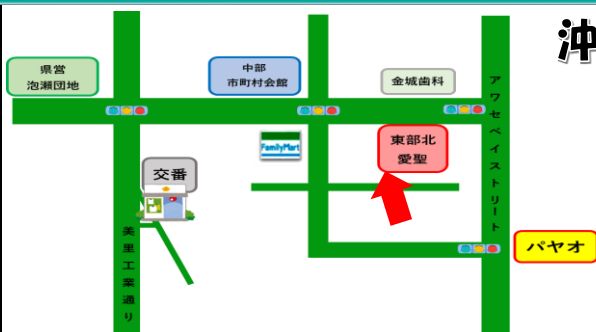 沖
県営
泡瀬団地
中部
市町村会館
金城歯科
アワセベイストリート
FamilyMart
東部北
愛聖
交番
美里工業通り
パヤオ